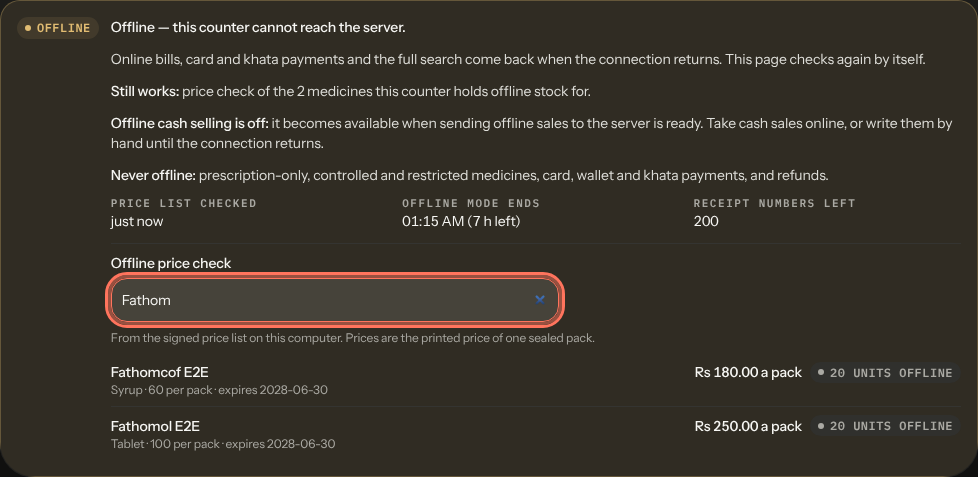 OFFLINE
Offline — this counter cannot reach the server.
Online bills, card and khata payments and the full search come back when the connection returns. This page checks again by itself.
Still works: price check of the 2 medicines this counter holds offline stock for.
Offline cash selling is off: it becomes available when sending offline sales to the server is ready. Take cash sales online, or write them by
hand until the connection returns.
Never offline: prescription-only, controlled and restricted medicines, card, wallet and khata payments, and refunds.
PRICE LIST CHECKED
just now
OFFLINE MODE ENDS
01:15 AM (7 h left)
RECEIPT NUMBERS LEFT
200
Offline price check
Fathom
From the signed price list on this computer. Prices are the printed price of one sealed pack.
Fathomcof E2E
Rs 180.00 a pack
20 UNITS OFFLINE
Syrup · 60 per pack · expires 2028-06-30
Fathomol E2E
Rs 250.00 a pack
20 UNITS OFFLINE
Tablet · 100 per pack · expires 2028-06-30